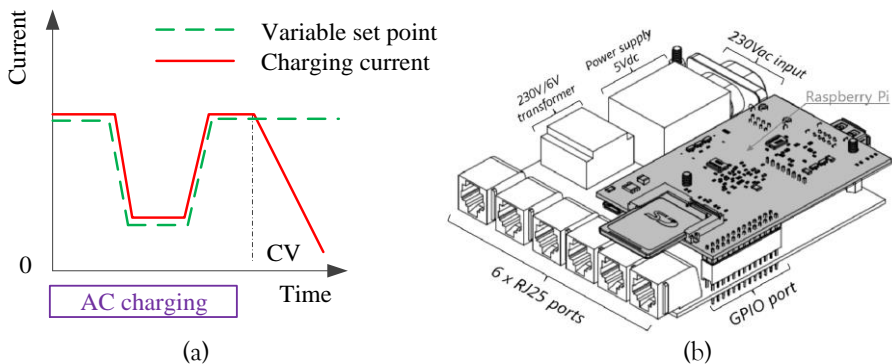 Current
Variable set point
Charging current
0
CV
Time
AC charging
(a)
230V/6V
transformer
Power supply
5Vdc
230Vac input
Raspberry Pi
6 x RJ25 ports
GPIO port
(b)